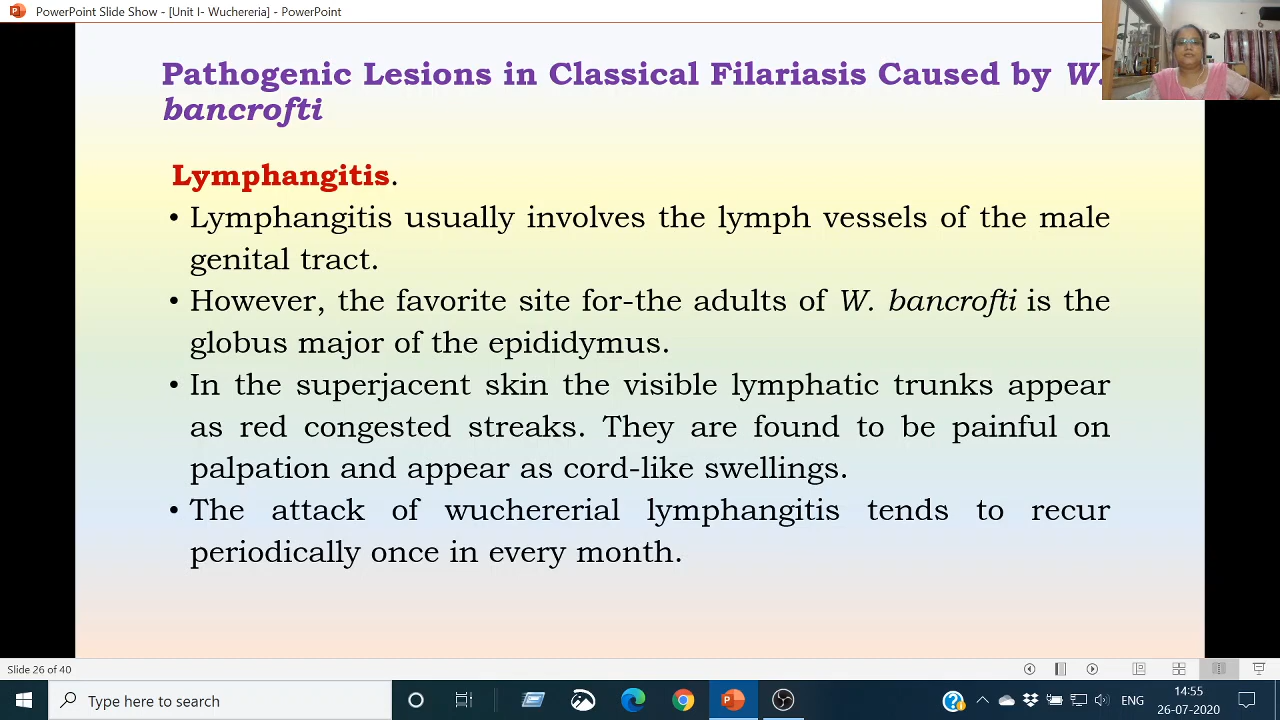 PowerPoint Slide Show - [Unit I- Wuchereria] - PowerPoint
Pathogenic Lesions in Classical Filariasis Caused by W.
bancrofti
Lymphangitis.
• Lymphangitis usually involves the lymph vessels of the male
genital tract.
• However, the favorite site for-the adults of W. bancrofti is the
globus major of the epididymus.
• In the superjacent skin the visible lymphatic trunks appear
as red congested streaks. They are found to be painful on
palpation and appear as cord-like swellings.
• The attack of wuchererial lymphangitis tends to recur
periodically once in every month.
Slide 26 of 40
Type here to search
ENG
14:55
26-07-2020